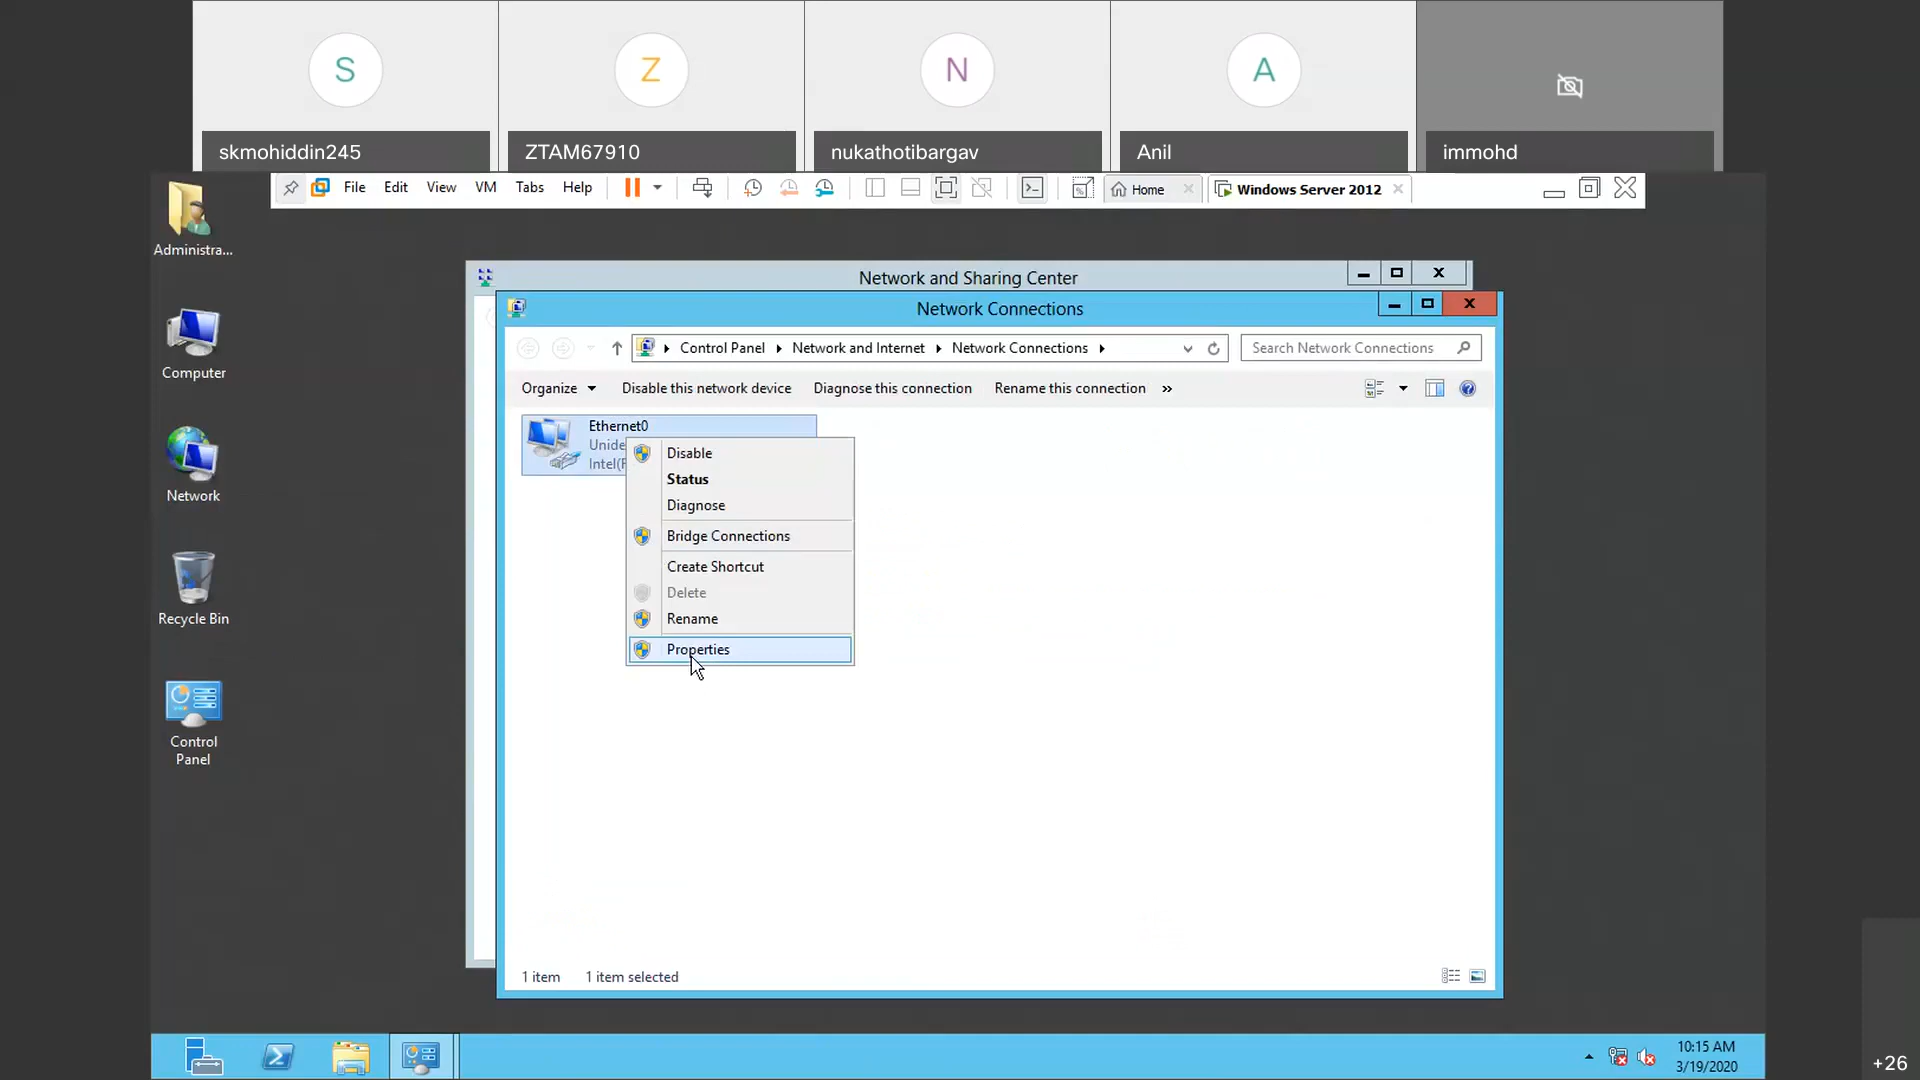 S
Z
N
A
skmohiddin245
ZTAM67910
nukathotibargav
Anil
immohd
File Edit View VM Tabs Help
Home
Windows Server 2012
Administra...
Computer
Network
Recycle Bin
Control
Panel
Network and Sharing Center
Network Connections
Control Panel Network and Internet Network Connections
Search Network Connections
Organize Disable this network device Diagnose this connection Rename this connection »
Ethernet0
Unide
Intel(
Disable
Status
Diagnose
Bridge Connections
Create Shortcut
Delete
Rename
Properties
1 item 1 item selected
10:15 AM
3/19/2020
+26